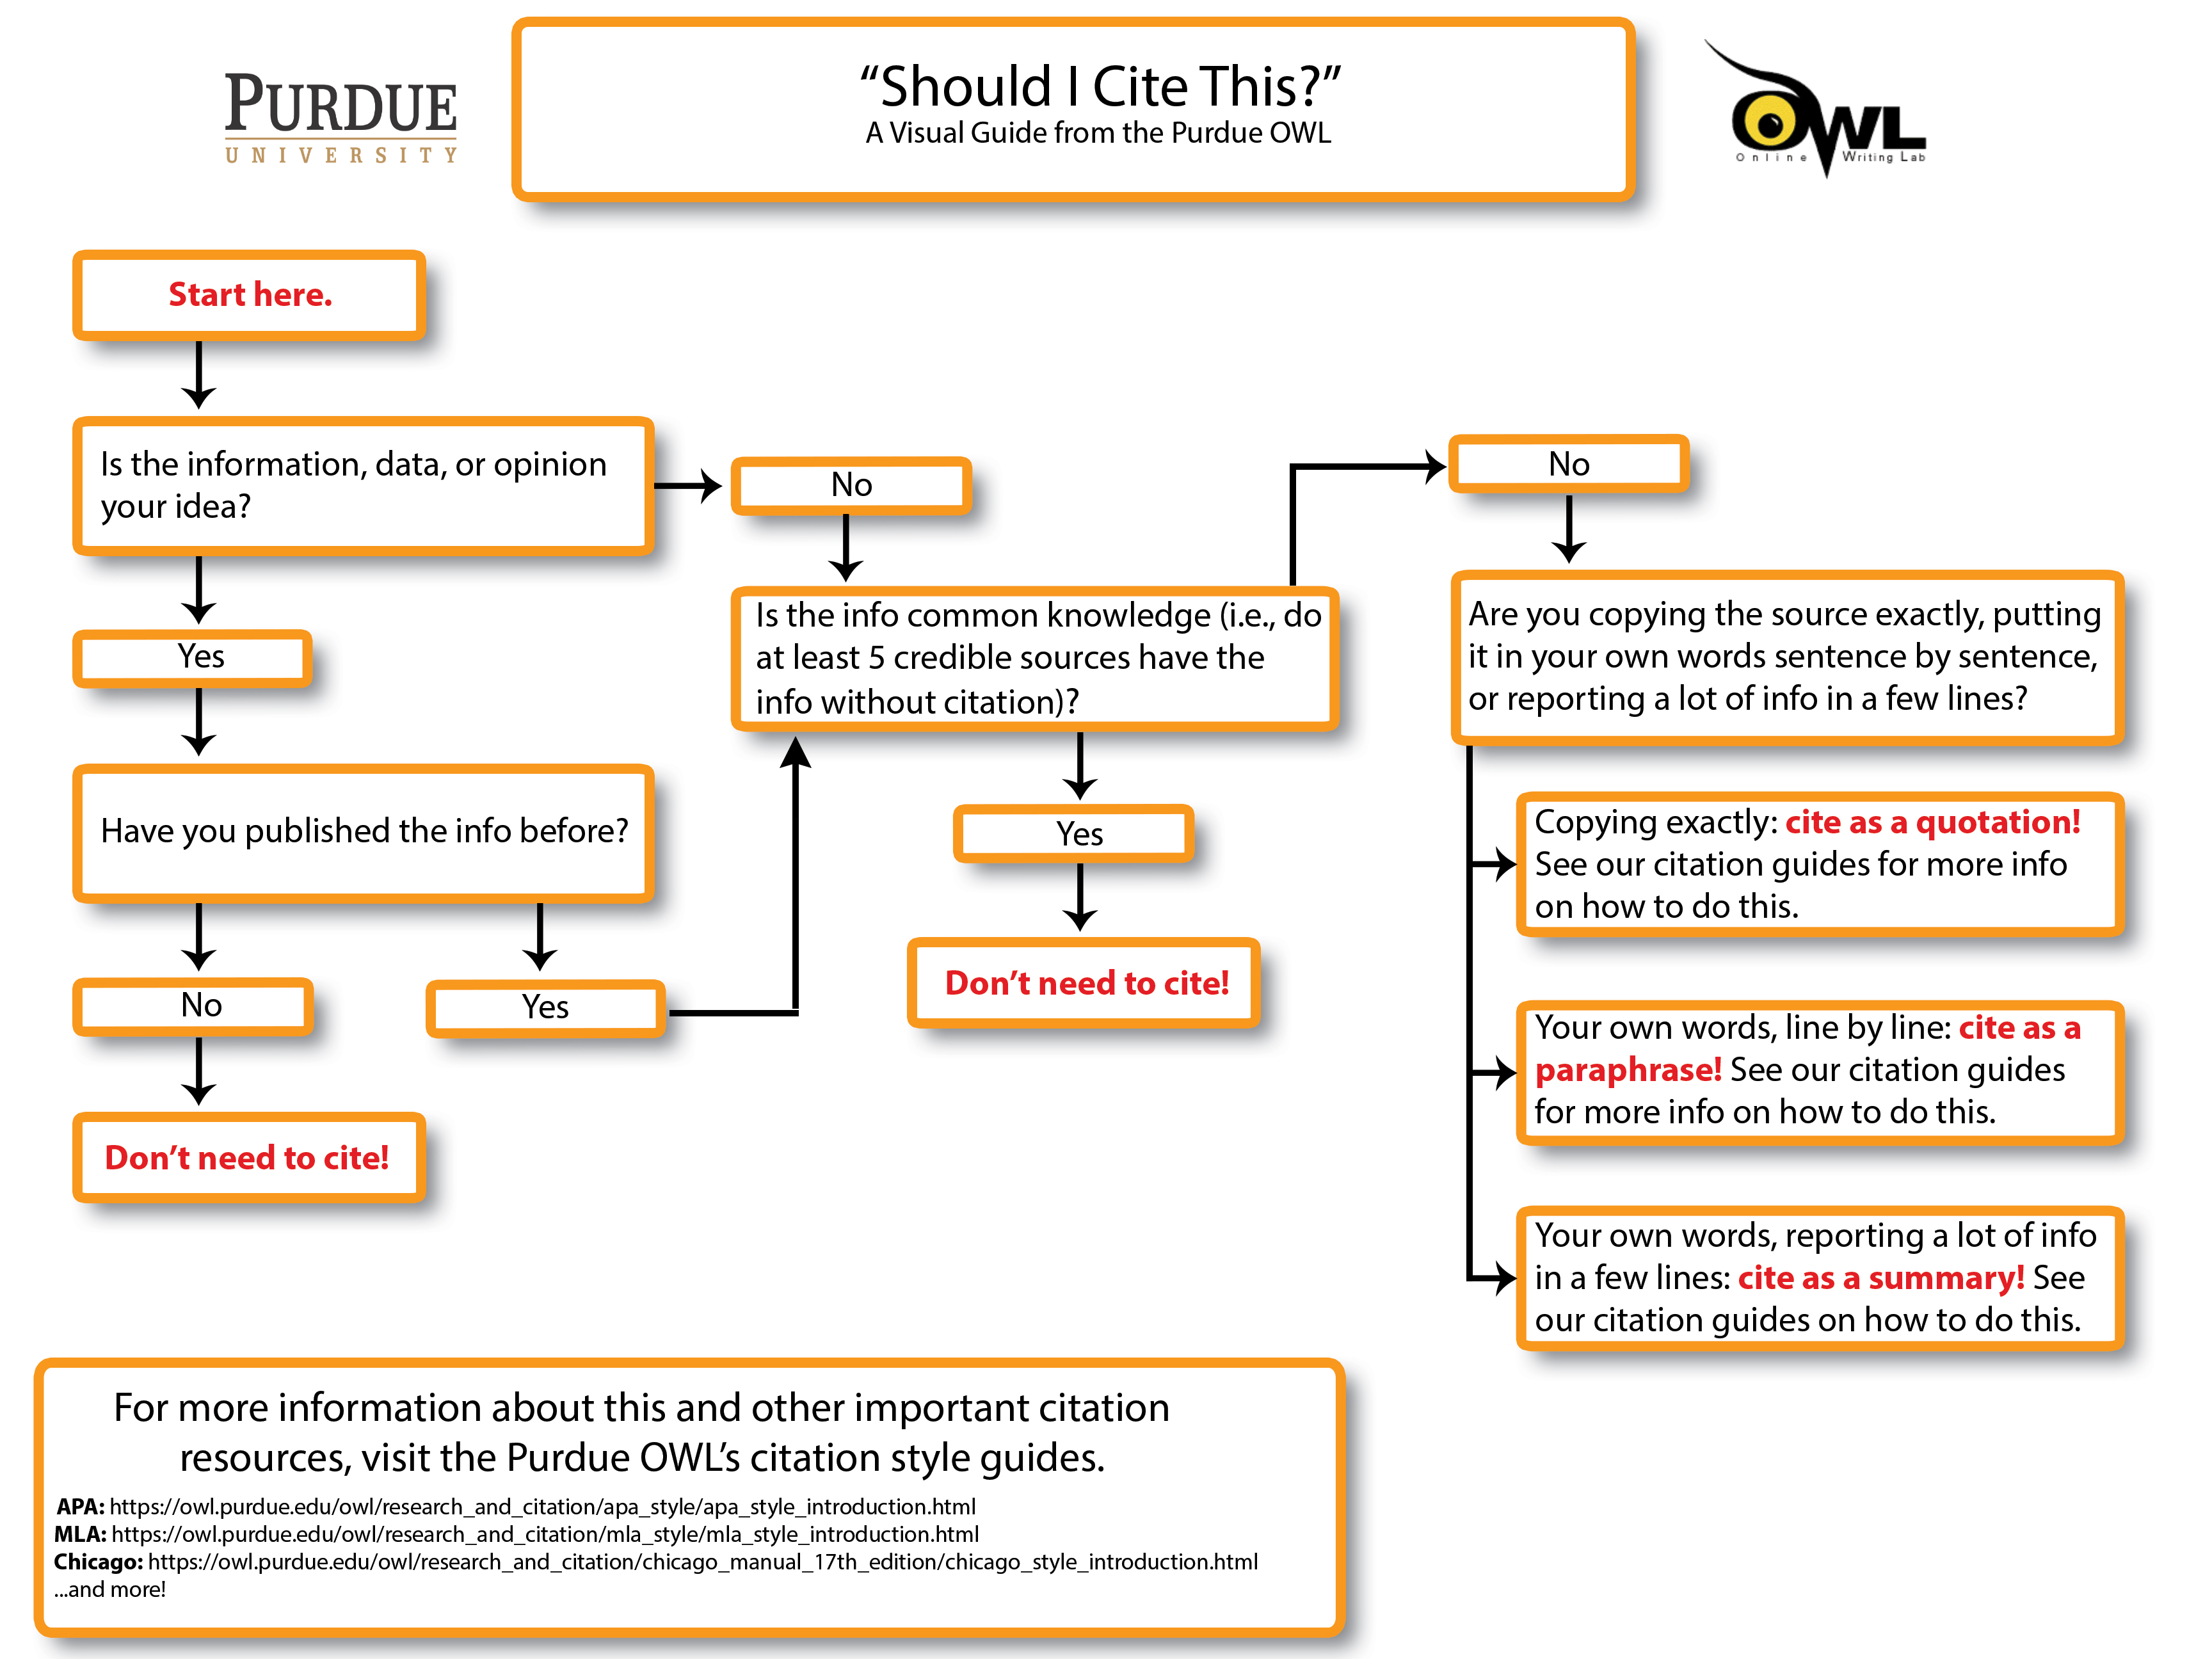 PURDUE
UNIVERSITY
“Should I Cite This?”
A Visual Guide from the Purdue OWL
OWL
Online Writing Lab
Start here.
Is the information, data, or opinion
your idea?
No
No
Yes
Is the info common knowledge (i.e., do
at least 5 credible sources have the
info without citation)?
Are you copying the source exactly, putting
it in your own words sentence by sentence,
or reporting a lot of info in a few lines?
Have you published the info before?
Yes
Copying exactly: cite as a quotation!
See our citation guides for more info
on how to do this.
No
Yes
Don’t need to cite!
Your own words, line by line: cite as a
paraphrase! See our citation guides
for more info on how to do this.
Don’t need to cite!
Your own words, reporting a lot of info
in a few lines: cite as a summary! See
our citation guides on how to do this.
For more information about this and other important citation
resources, visit the Purdue OWL’s citation style guides.
APA: https://owl.purdue.edu/owl/research_and_citation/apa_style/apa_style_introduction.html
MLA: https://owl.purdue.edu/owl/research_and_citation/mla_style/mla_style_introduction.html
Chicago: https://owl.purdue.edu/owl/research_and_citation/chicago_manual_17th_edition/chicago_style_introduction.html
...and more!